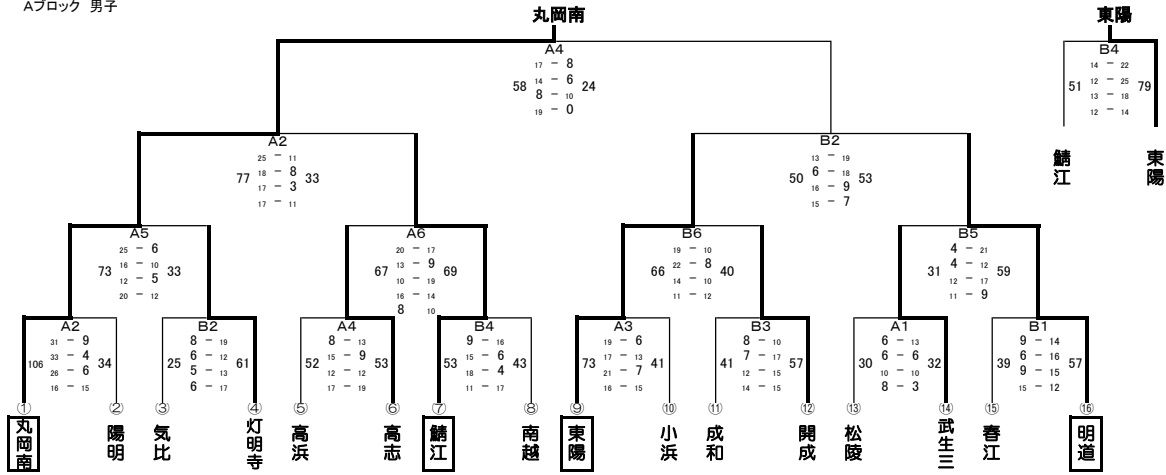 Aブロック 男子
丸岡南
東陽
A4
17 - 8
14 - 6
8 - 10
19 - 0
58
24
B4
14 - 22
12 - 25
13 - 18
12 - 14
51
79
鯖江
東陽
A2
25 - 11
18 - 8
17 - 3
17 - 11
77
33
B2
13 - 19
6 - 18
16 - 9
15 - 7
50
53
A5
25 - 6
16 - 10
12 - 5
20 - 12
73
33
A6
20 - 17
13 - 9
10 - 19
16 - 14
8 10
67
69
B6
19 - 10
22 - 8
14 - 10
11 - 12
66
40
B5
4 - 21
4 - 12
12 - 17
11 - 9
31
59
A2
31 - 9
33 - 4
26 - 6
16 - 15
106
34
B2
8 - 19
6 - 12
5 - 13
6 - 17
25
61
A4
8 - 13
15 - 9
12 - 12
17 - 19
52
53
B4
9 - 16
15 - 6
18 - 4
11 - 17
53
43
A3
19 - 6
17 - 13
21 - 7
16 - 15
73
41
B3
8 - 10
7 - 17
12 - 15
14 - 15
41
57
A1
6 - 13
6 - 6
10 - 10
8 - 3
30
32
B1
9 - 14
6 - 16
9 - 15
15 - 12
39
57
① ② ③ ④ ⑤ ⑥ ⑦ ⑧ ⑨ ⑩ ⑪ ⑫ ⑬ ⑭ ⑮ ⑯
丸岡南
陽明
気比
灯明寺
高浜
高志
鯖江
南越
東陽
小浜
成和
開成
松陵
武生三
春江
明道